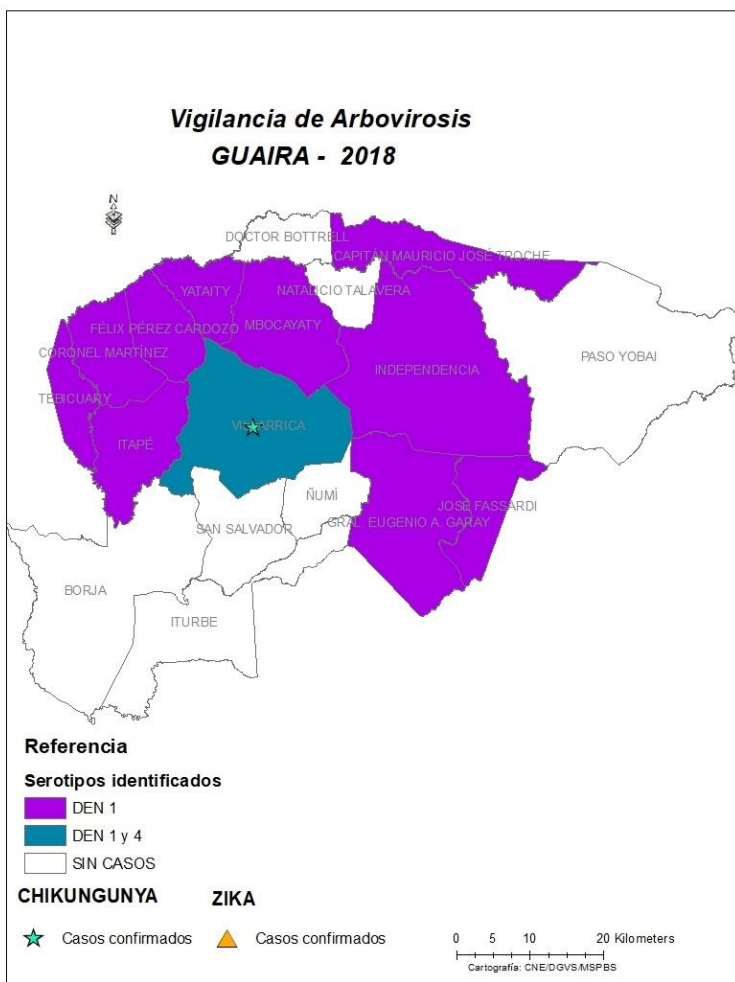 Vigilancia de Arbovirosis
GUAIRA - 2018
N
DOCTOR BOTTRELL
CAPITÁN MAURICIO JOSÉ TROCHE
YATAITY
NATALICIO TALAVERA
FÉLIX PÉREZ CARDOZO
MBOCAYATY
CORONEL MARTÍNEZ
PASO YOBAI
INDEPENDENCIA
TEBICUARY
VILLARRICA
ITAPÉ
ÑUMÍ
JOSÉ FASSARDI
SAN SALVADOR
GRAL. EUGENIO A. GARAY
BORJA
ITURBE
Referencia
Serotipos identificados
DEN 1
DEN 1 y 4
SIN CASOS
CHIKUNGUNYA ZIKA
Casos confirmados Casos confirmados
0 5 10 20 Kilometers
Cartografía: CNE/DGVS/MSPBS